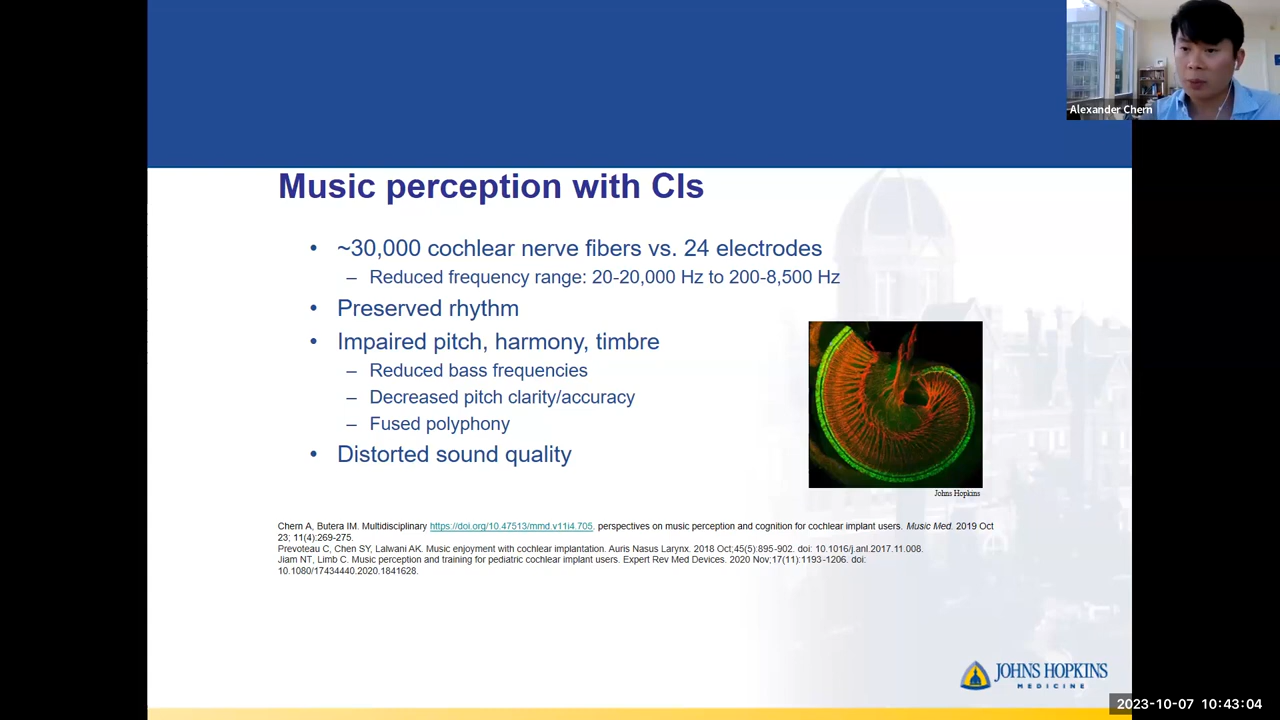 Alexander Chern
Music perception with CIs
• ~30,000 cochlear nerve fibers vs. 24 electrodes
– Reduced frequency range: 20-20,000 Hz to 200-8,500 Hz
• Preserved rhythm
• Impaired pitch, harmony, timbre
– Reduced bass frequencies
– Decreased pitch clarity/accuracy
– Fused polyphony
• Distorted sound quality
Johns Hopkins
Chern A, Butera IM. Multidisciplinary https://doi.org/10.47513/mmd.v11i4.705. perspectives on music perception and cognition for cochlear implant users. Music Med. 2019 Oct
23; 11(4):269-275.
Prevoteau C, Chen SY, Lalwani AK. Music enjoyment with cochlear implantation. Auris Nasus Larynx. 2018 Oct;45(5):895-902. doi: 10.1016/j.anl.2017.11.008.
Jiam NT, Limb C. Music perception and training for pediatric cochlear implant users. Expert Rev Med Devices. 2020 Nov;17(11):1193-1206. doi:
10.1080/17434440.2020.1841628.
JOHNS HOPKINS
MEDICINE
2023-10-07 10:43:04